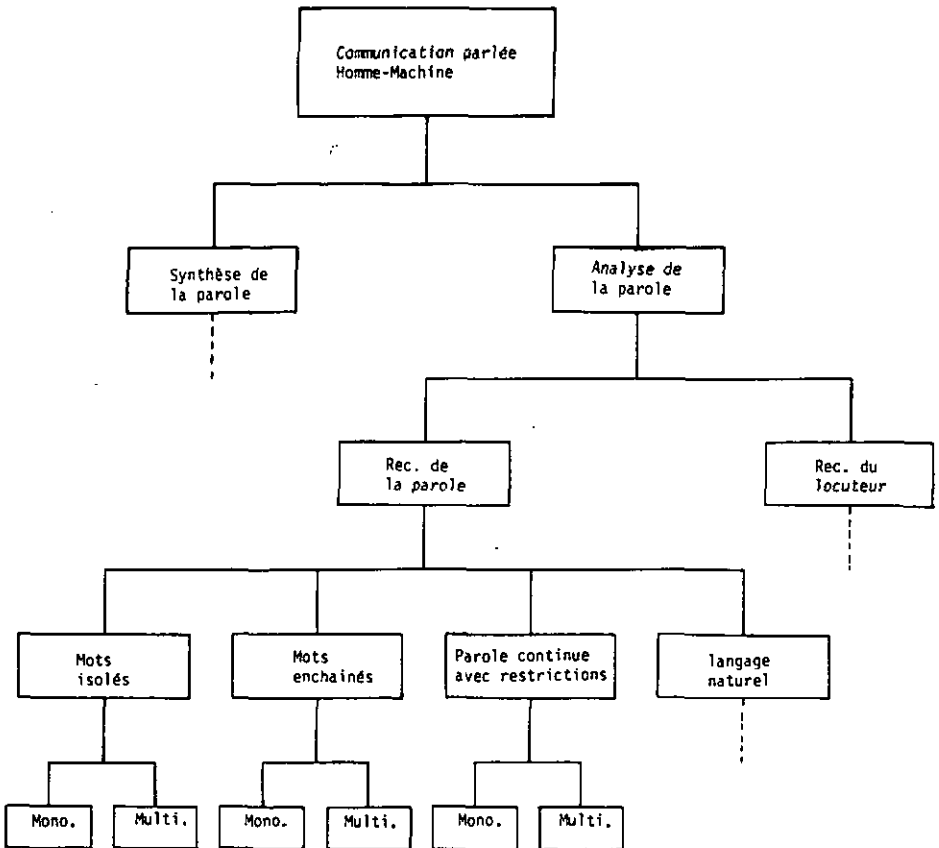 Communication parlée
Homme-Machine
Synthèse de
la parole
Analyse de
la parole
Rec. de
la parole
Rec. du
locuteur
Mots
isolés
Mots
enchainés
Parole continue
avec restrictions
langage
naturel
Mono.
Multi.
Mono.
Multi.
Mono.
Multi.